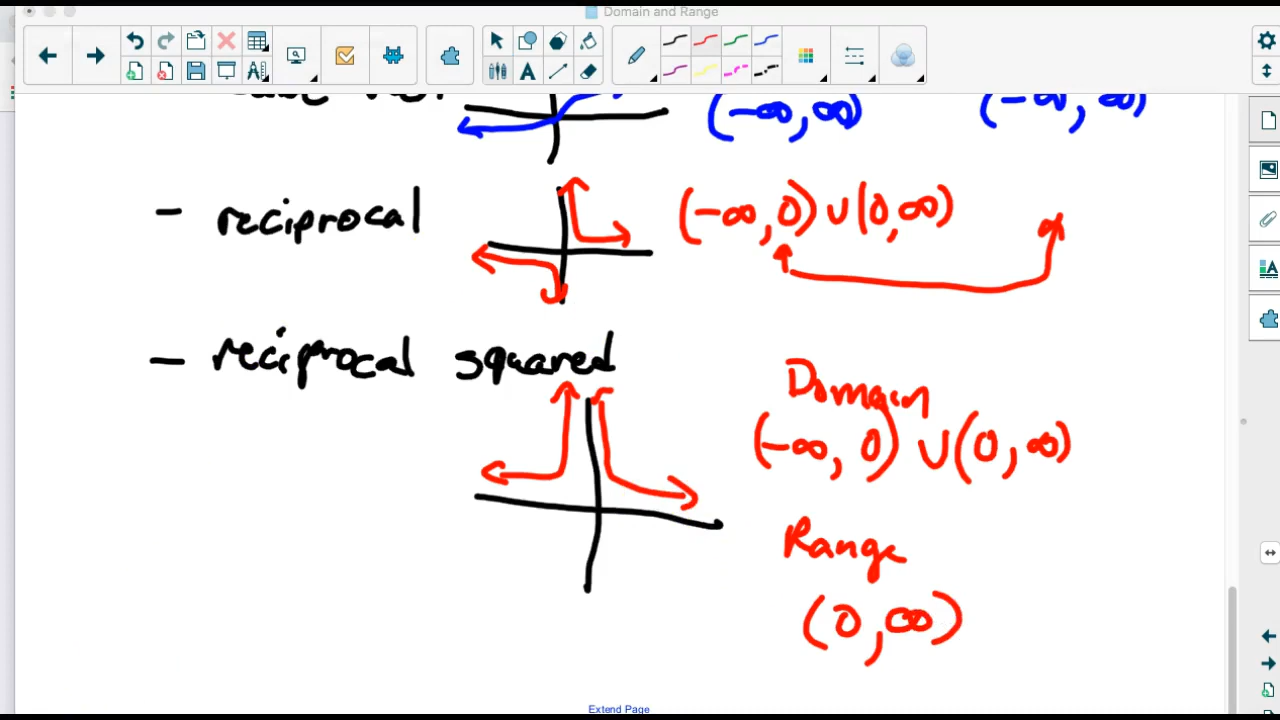 Domain and Range
(-∞, ∞) (-∞, ∞)
- reciprocal (-∞, 0) ∪ (0, ∞)
- reciprocal squared
Domain
(-∞, 0) ∪ (0, ∞)
Range
(0, ∞)
Extend Page